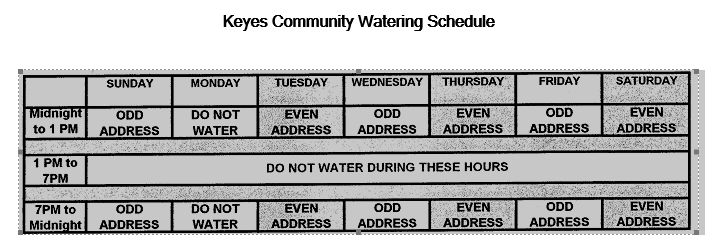 Keyes Community Watering Schedule
SUNDAY MONDAY TUESDAY WEDNESDAY THURSDAY FRIDAY SATURDAY
Midnight ODD DO NOT EVEN ODD EVEN ODD EVEN
to 1 PM ADDRESS WATER ADDRESS ADDRESS ADDRESS ADDRESS ADDRESS
1 PM to
7PM
DO NOT WATER DURING THESE HOURS
7PM to ODD DO NOT EVEN ODD EVEN ODD EVEN
Midnight ADDRESS WATER ADDRESS ADDRESS ADDRESS ADDRESS ADDRESS